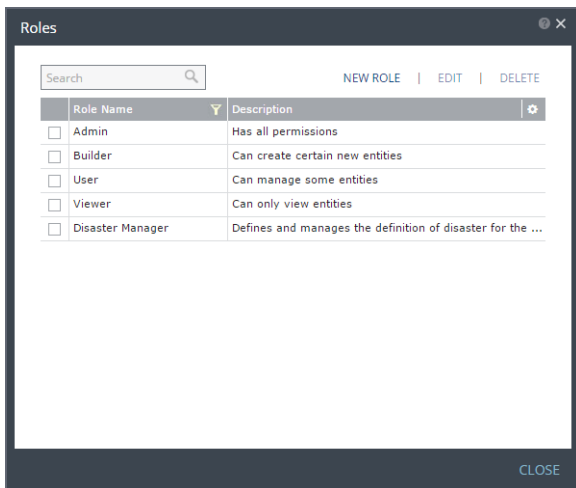 Roles
Search NEW ROLE | EDIT | DELETE
Role Name Description
Admin Has all permissions
Builder Can create certain new entities
User Can manage some entities
Viewer Can only view entities
Disaster Manager Defines and manages the definition of disaster for the ...
CLOSE